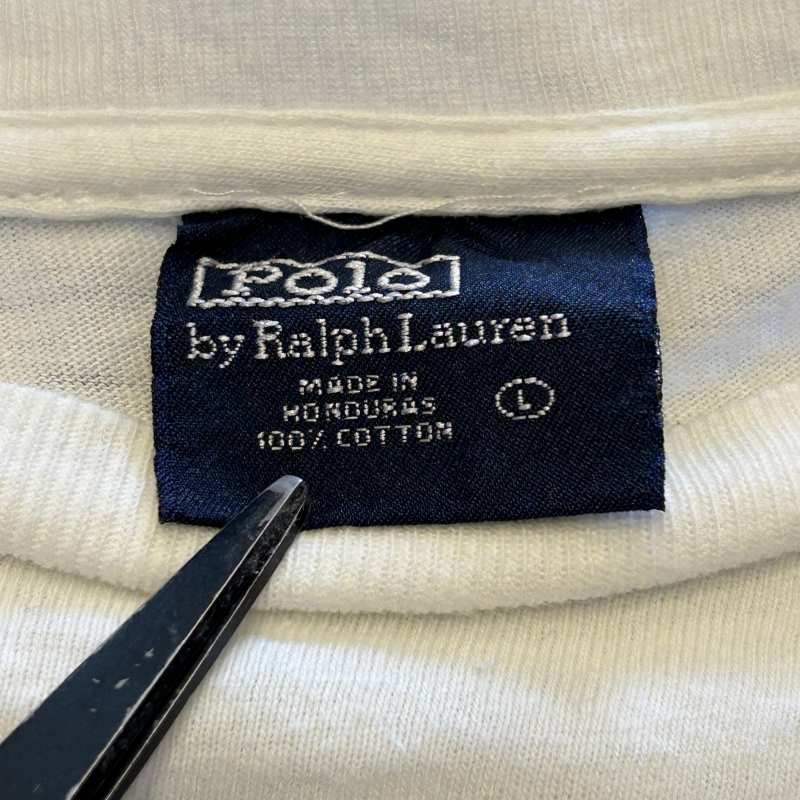 Polo
by Ralph Lauren
MADE IN
HONDURAS
100% COTTON
L